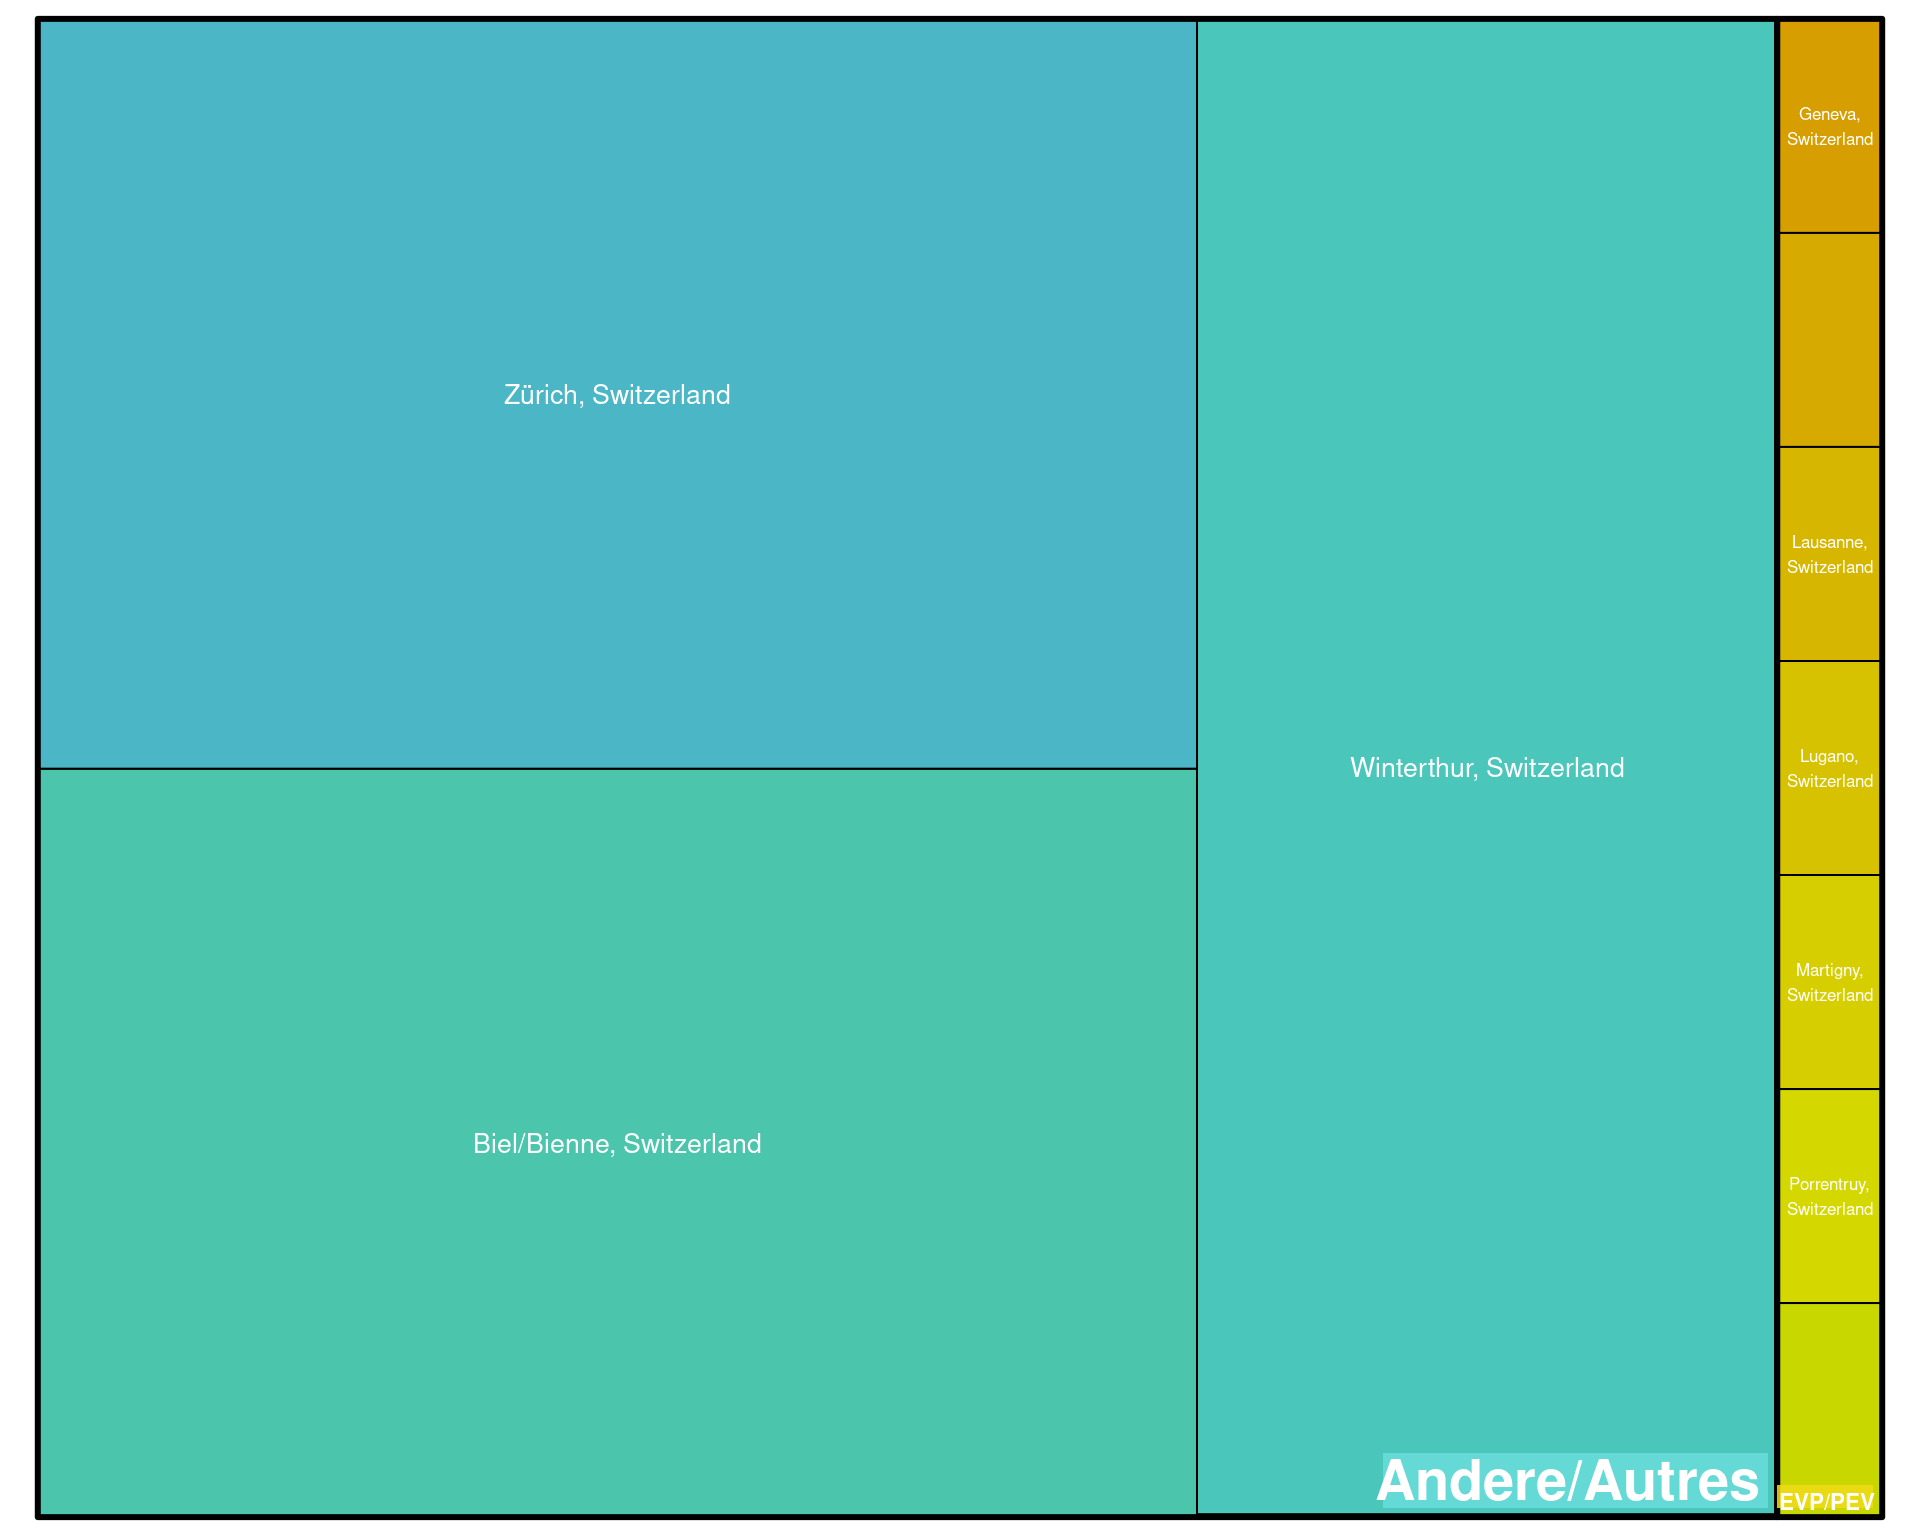 Zürich, Switzerland
Biel/Bienne, Switzerland
Winterthur, Switzerland
Andere/Autres
Geneva,
Switzerland
Lausanne,
Switzerland
Lugano,
Switzerland
Martigny,
Switzerland
Porrentruy,
Switzerland
EVP/PEV